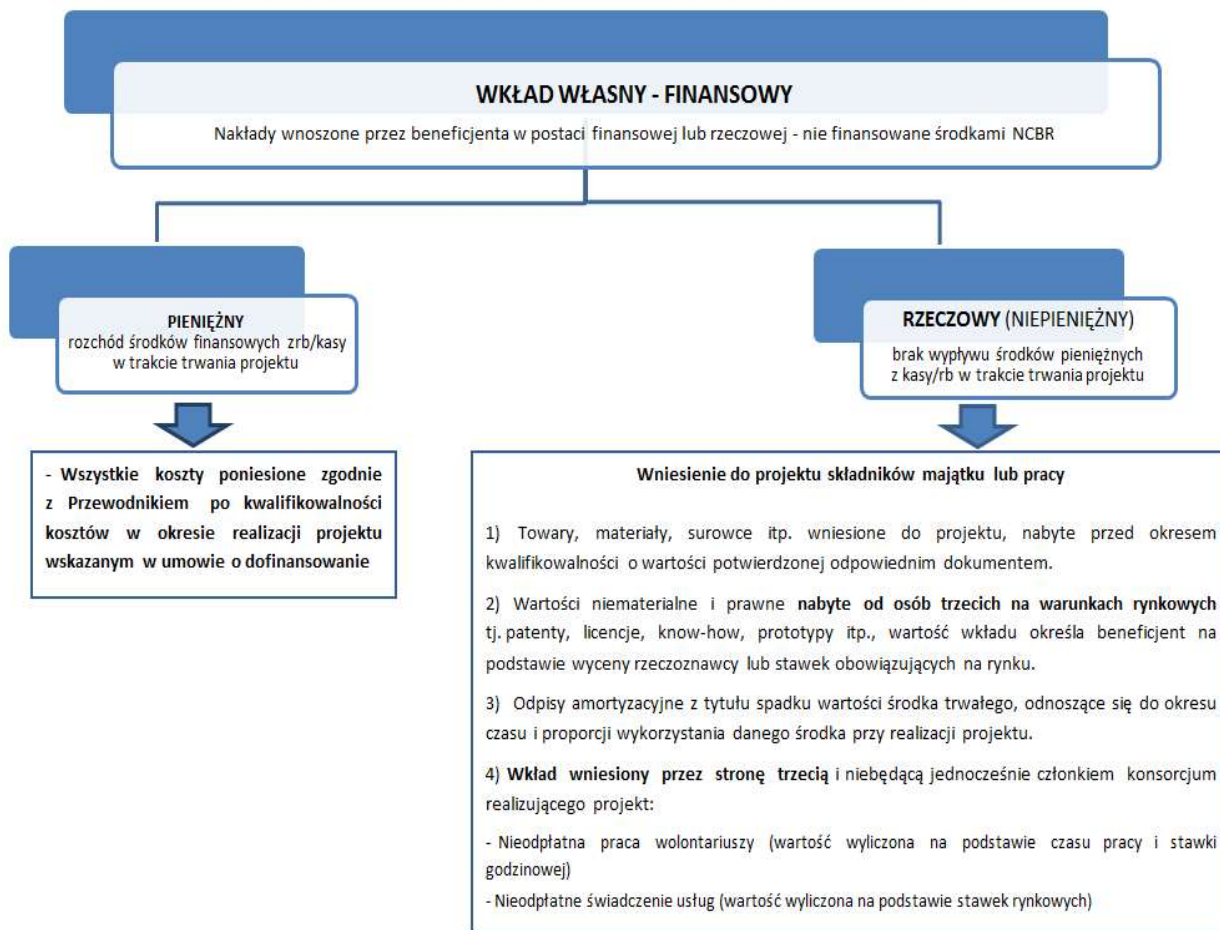 WKŁAD WŁASNY - FINANSOWY
Nakłady wnoszone przez beneficjenta w postaci finansowej lub rzeczowej - nie finansowane środkami NCBR
PIENIĘŻNY
rozchód środków finansowych zrb/kasy
w trakcie trwania projektu
- Wszystkie koszty poniesione zgodnie
z Przewodnikiem po kwalifikowalności
kosztów w okresie realizacji projektu
wskazanym w umowie o dofinansowanie
RZECZOWY (NIEPIENIĘŻNY)
brak wypływu środków pieniężnych
z kasy/rb w trakcie trwania projektu
Wniesienie do projektu składników majątku lub pracy
1) Towary, materiały, surowce itp. wniesione do projektu, nabyte przed okresem
kwalifikowalności o wartości potwierdzonej odpowiednim dokumentem.
2) Wartości niematerialne i prawne nabyte od osób trzecich na warunkach rynkowych
tj. patenty, licencje, know-how, prototypy itp., wartość wkładu określa beneficjent na
podstawie wyceny rzeczoznawcy lub stawek obowiązujących na rynku.
3) Odpisy amortyzacyjne z tytułu spadku wartości środka trwałego, odnoszące się do okresu
czasu i proporcji wykorzystania danego środka przy realizacji projektu.
4) Wkład wniesiony przez stronę trzecią i niebędącą jednocześnie członkiem konsorcjum
realizującego projekt:
- Nieodpłatna praca wolontariuszy (wartość wyliczona na podstawie czasu pracy i stawki
godzinowej)
- Nieodpłatne świadczenie usług (wartość wyliczona na podstawie stawek rynkowych)